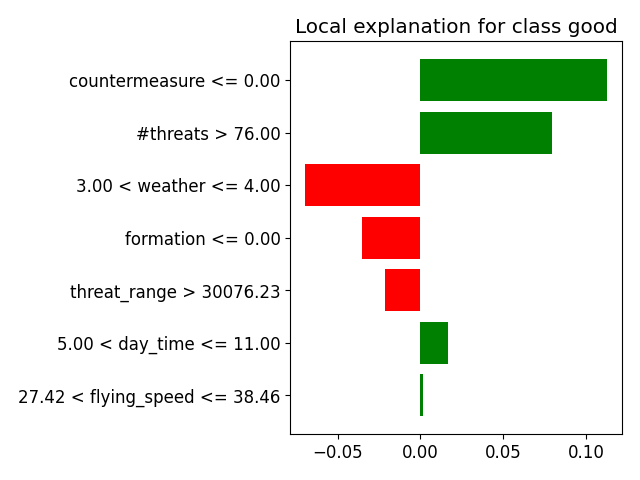 Local explanation for class good
countermeasure <= 0.00
#threats > 76.00
3.00 < weather <= 4.00
formation <= 0.00
threat_range > 30076.23
5.00 < day_time <= 11.00
27.42 < flying_speed <= 38.46
−0.05 0.00 0.05 0.10